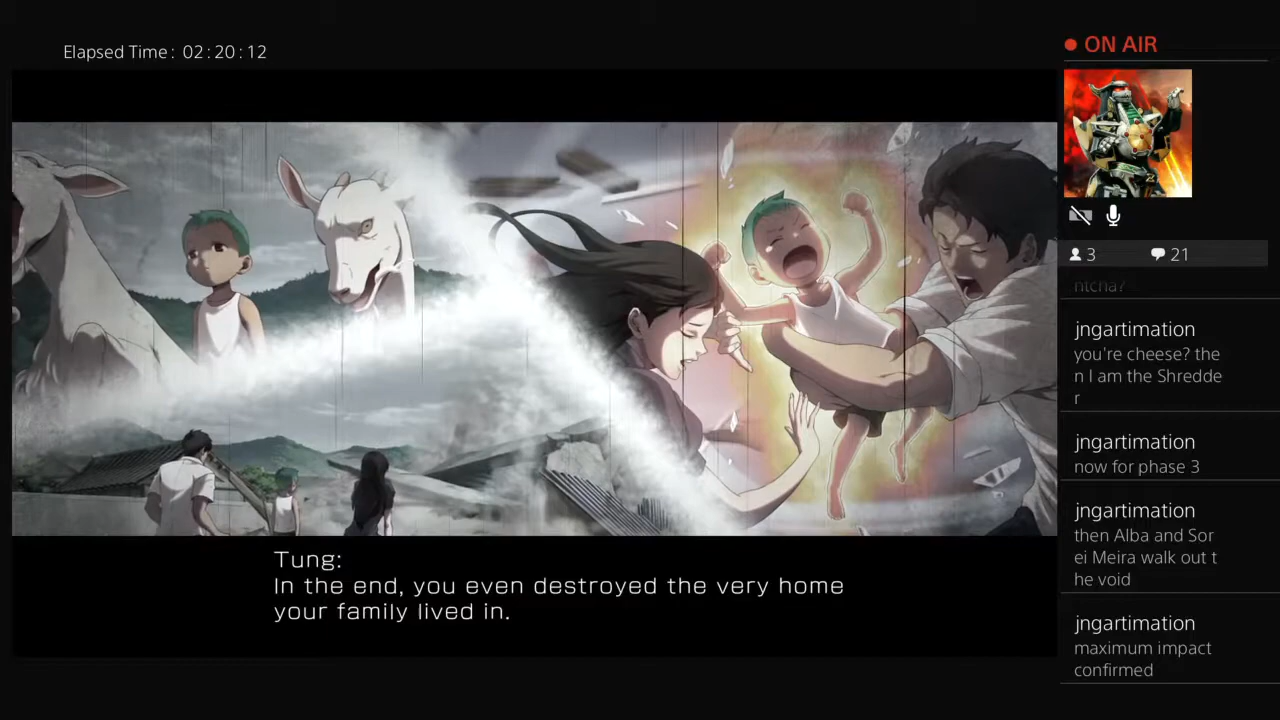 Elapsed Time: 02:20:12
ON AIR
3
21
ntcha?
jngartimation
you're cheese? the
n I am the Shredde
r
jngartimation
now for phase 3
jngartimation
then Alba and Sor
ei Meira walk out t
he void
jngartimation
maximum impact
confirmed
Tung:
In the end, you even destroyed the very home
your family lived in.